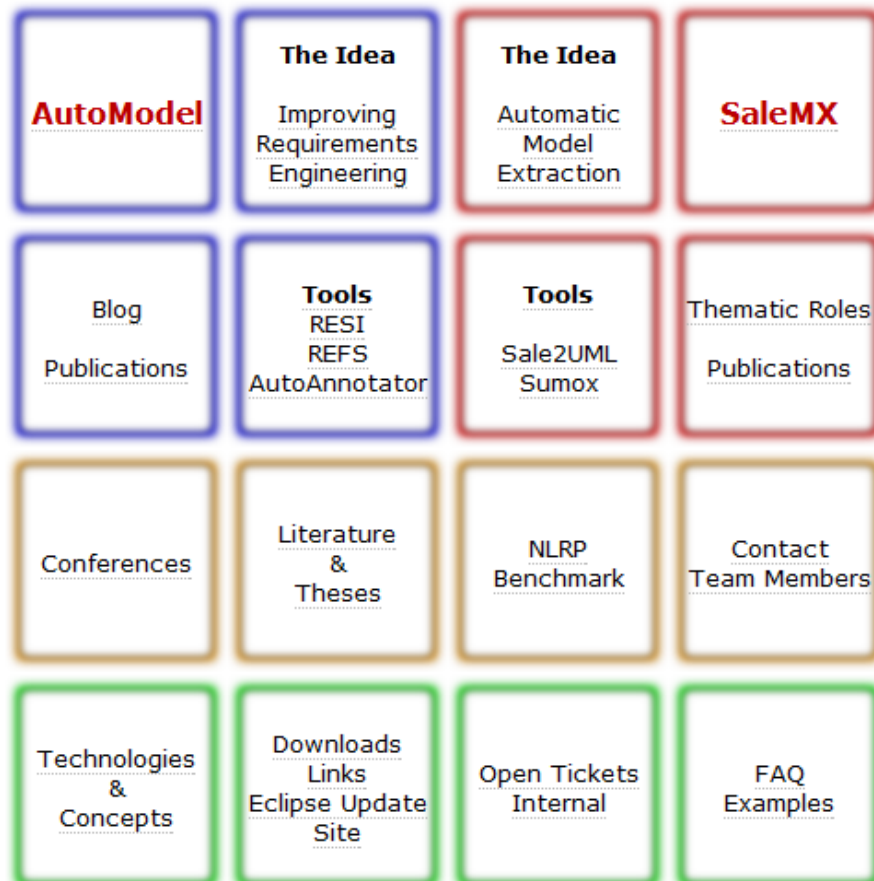 AutoModel
The Idea
Improving
Requirements
Engineering
The Idea
Automatic
Model
Extraction
SaleMX
Blog
Publications
Tools
RESI
REFS
AutoAnnotator
Tools
Sale2UML
Sumox
Thematic Roles
Publications
Conferences
Literature
&
Theses
NLRP
Benchmark
Contact
Team Members
Technologies
&
Concepts
Downloads
Links
Eclipse Update
Site
Open Tickets
Internal
FAQ
Examples